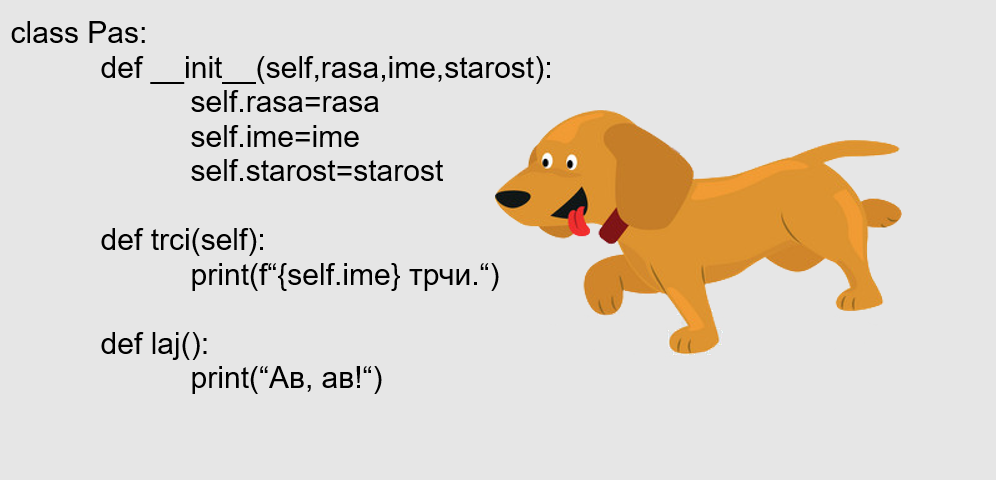 class Pas:
def __init__(self,rasa,ime,starost):
self.rasa=rasa
self.ime=ime
self.starost=starost
def trci(self):
print(f“{self.ime} трчи.“)
def laj():
print(“Ав, ав!“)